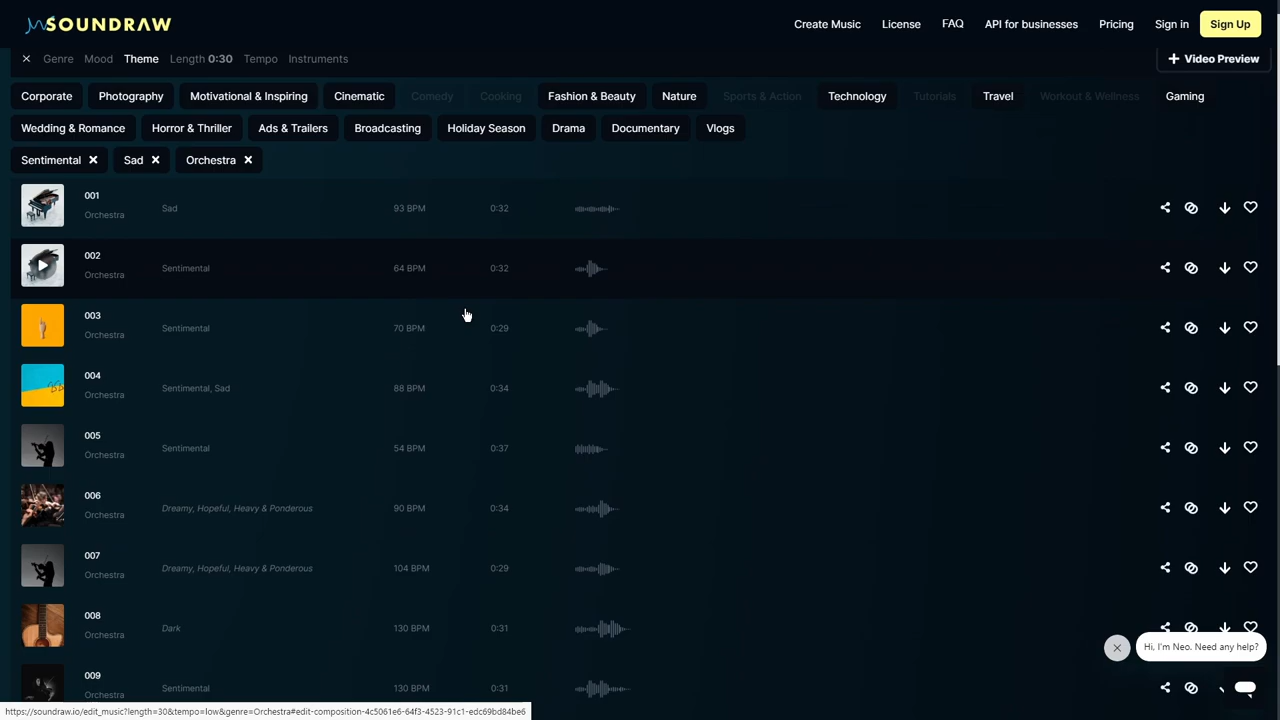 SOUNDRAW
Create Music License FAQ API for businesses Pricing Sign in Sign Up
Genre Mood Theme Length 0:30 Tempo Instruments
Video Preview
Corporate Photography Motivational & Inspiring Cinematic Comedy Cooking Fashion & Beauty Nature Sports & Action Technology Tutorials Travel Workout & Wellness Gaming
Wedding & Romance Horror & Thriller Ads & Trailers Broadcasting Holiday Season Drama Documentary Vlogs
Sentimental Sad Orchestra
001
Orchestra
Sad 93 BPM 0:32
002
Orchestra
Sentimental 64 BPM 0:32
003
Orchestra
Sentimental 70 BPM 0:29
004
Orchestra
Sentimental, Sad 88 BPM 0:34
005
Orchestra
Sentimental 54 BPM 0:37
006
Orchestra
Dreamy, Hopeful, Heavy & Ponderous 90 BPM 0:34
007
Orchestra
Dreamy, Hopeful, Heavy & Ponderous 104 BPM 0:29
008
Orchestra
Dark 130 BPM 0:31
009
Orchestra
Sentimental 130 BPM 0:31
Hi, I'm Neo. Need any help?
https://soundraw.io/edit_music?length=30&tempo=low&genre=Orchestra#edit-composition-4c5061e6-64f3-4523-91c1-edc69bd84be6